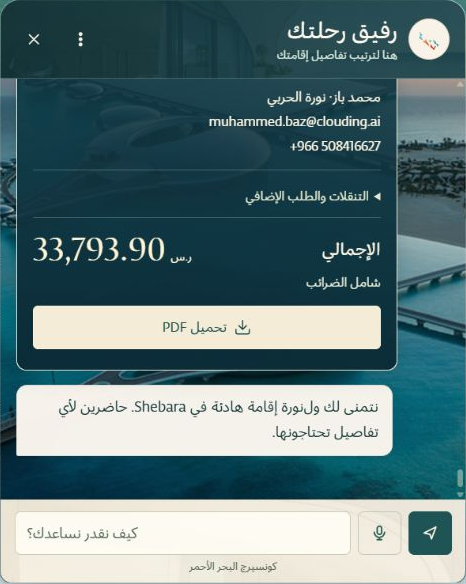 رفيق رحلتك
هنا لترتيب تفاصيل إقامتك
محمد باز · نورة الحربي
muhammed.baz@clouding.ai
+966 508416627
◀ التنقلات والطلب الإضافي
الإجمالي
33,793.90 ر.س
شامل الضرائب
تحميل PDF
نتمنى لك ولنورة إقامة هادئة في Shebara. حاضرين لأي
تفاصيل تحتاجونها.
كيف نقدر نساعدك؟
كونسيرج البحر الأحمر